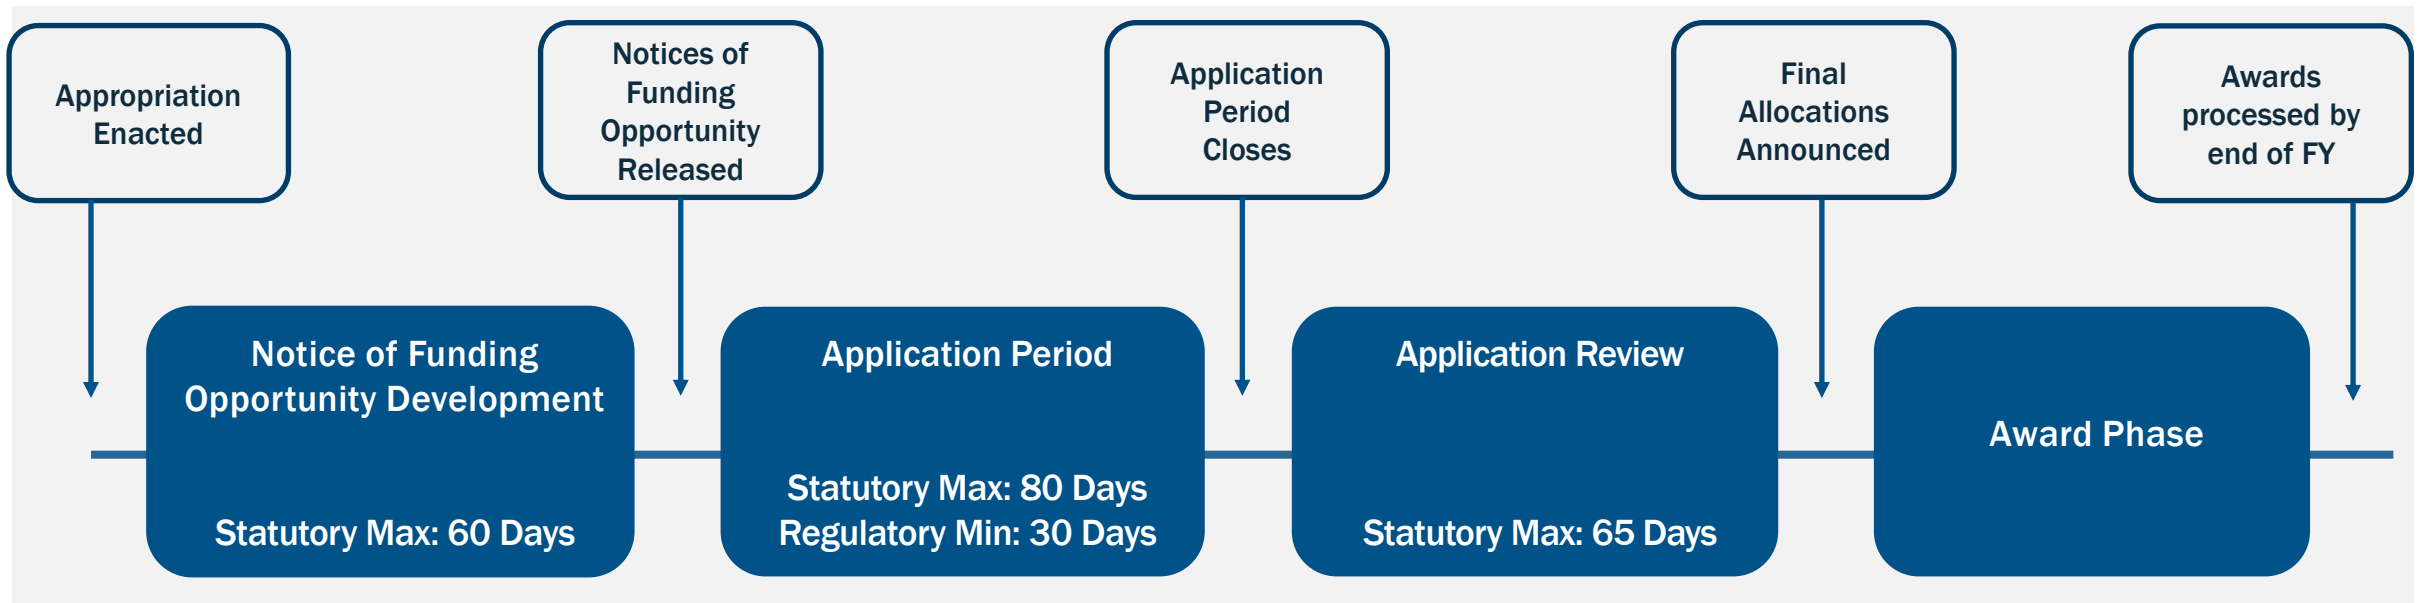 Appropriation
Enacted
Notices of
Funding
Opportunity
Released
Application
Period
Closes
Final
Allocations
Announced
Awards
processed by
end of FY
Notice of Funding
Opportunity Development
Statutory Max: 60 Days
Application Period
Statutory Max: 80 Days
Regulatory Min: 30 Days
Application Review
Statutory Max: 65 Days
Award Phase